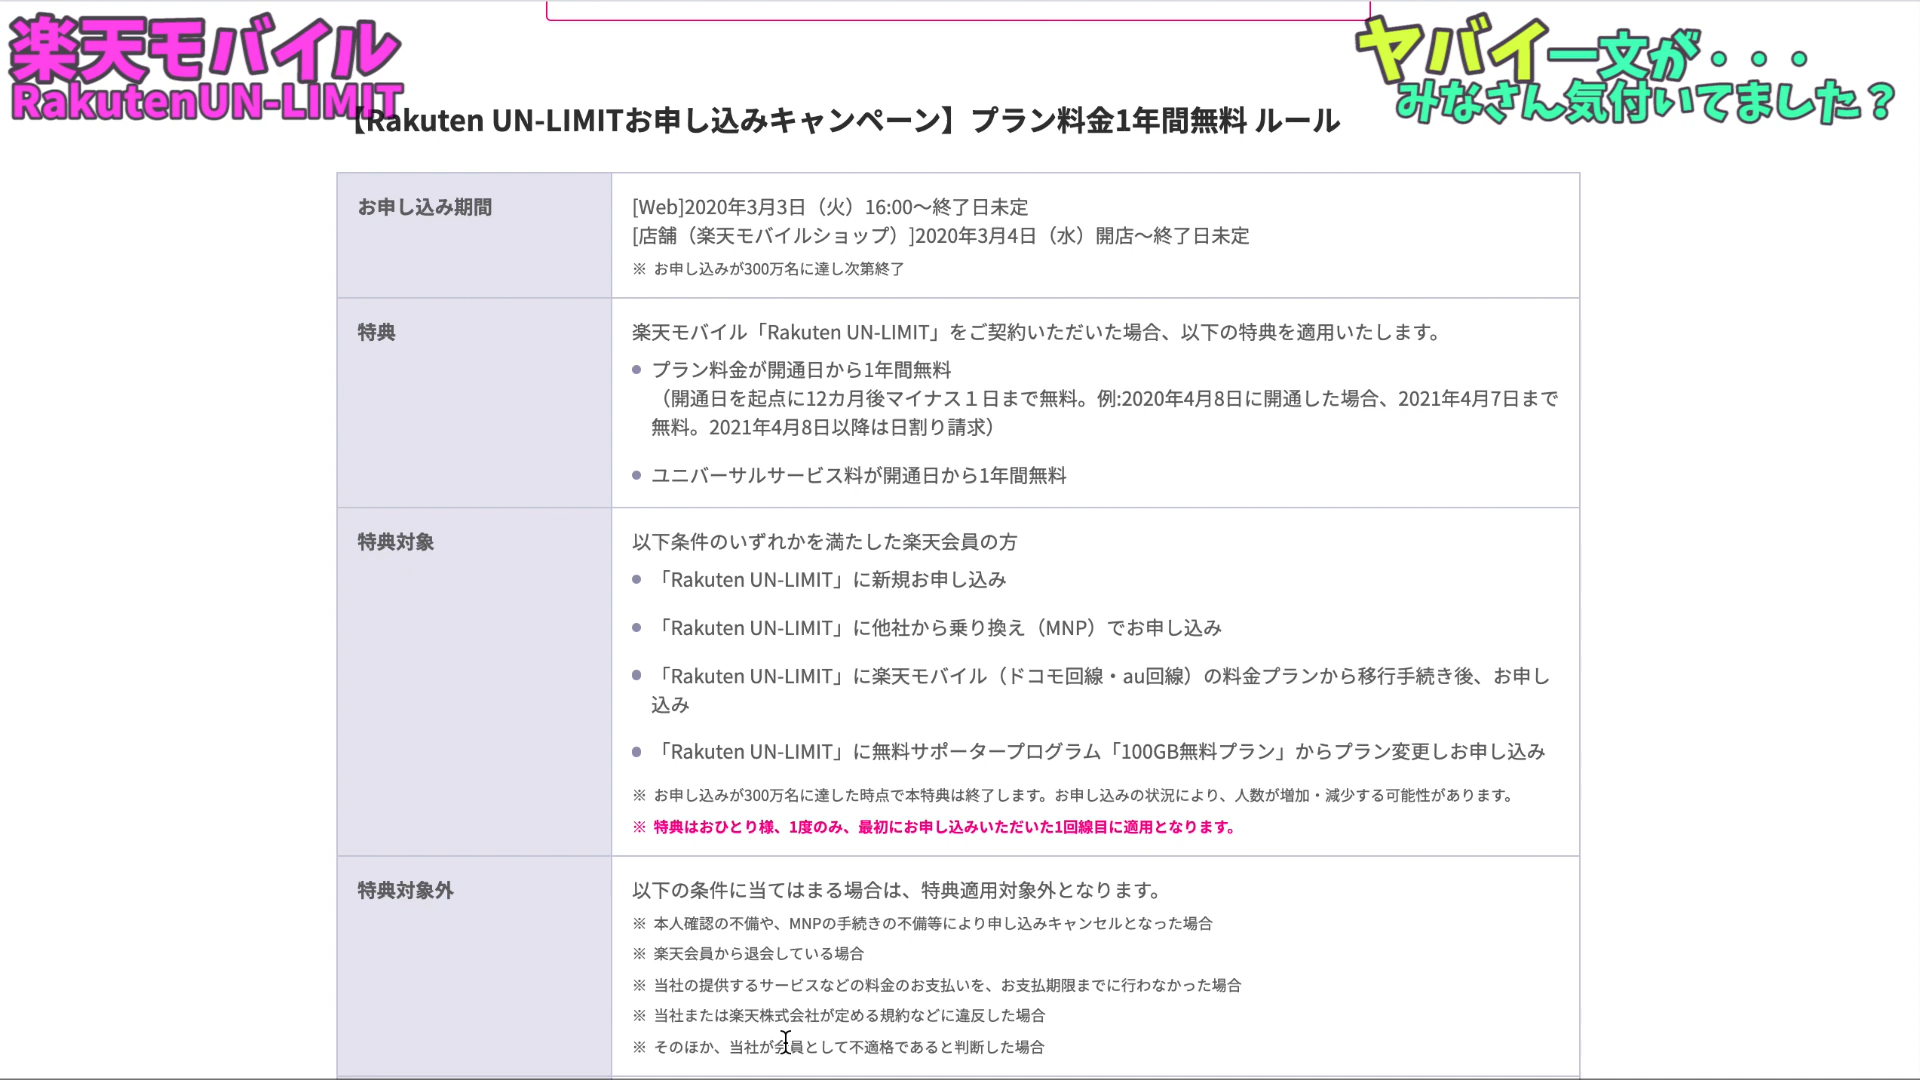 楽天モバイル
RakutenUN-LIMIT
ヤバイ一文が・・・
みなさん気付いてました？
【Rakuten UN-LIMITお申し込みキャンペーン】プラン料金1年間無料 ルール
お申し込み期間
[Web]2020年3月3日（火）16:00〜終了日未定
[店舗（楽天モバイルショップ）]2020年3月4日（水）開店〜終了日未定
※ お申し込みが300万名に達し次第終了
特典
楽天モバイル「Rakuten UN-LIMIT」をご契約いただいた場合、以下の特典を適用いたします。
● プラン料金が開通日から1年間無料
（開通日を起点に12カ月後マイナス１日まで無料。例:2020年4月8日に開通した場合、2021年4月7日まで
無料。2021年4月8日以降は日割り請求）
● ユニバーサルサービス料が開通日から1年間無料
特典対象
以下条件のいずれかを満たした楽天会員の方
● 「Rakuten UN-LIMIT」に新規お申し込み
● 「Rakuten UN-LIMIT」に他社から乗り換え（MNP）でお申し込み
● 「Rakuten UN-LIMIT」に楽天モバイル（ドコモ回線・au回線）の料金プランから移行手続き後、お申し
込み
● 「Rakuten UN-LIMIT」に無料サポータープログラム「100GB無料プラン」からプラン変更しお申し込み
※ お申し込みが300万名に達した時点で本特典は終了します。お申し込みの状況により、人数が増加・減少する可能性があります。
※ 特典はおひとり様、1度のみ、最初にお申し込みいただいた1回線目に適用となります。
特典対象外
以下の条件に当てはまる場合は、特典適用対象外となります。
※ 本人確認の不備や、MNPの手続きの不備等により申し込みキャンセルとなった場合
※ 楽天会員から退会している場合
※ 当社の提供するサービスなどの料金のお支払いを、お支払期限までに行わなかった場合
※ 当社または楽天株式会社が定める規約などに違反した場合
※ そのほか、当社が会員として不適格であると判断した場合